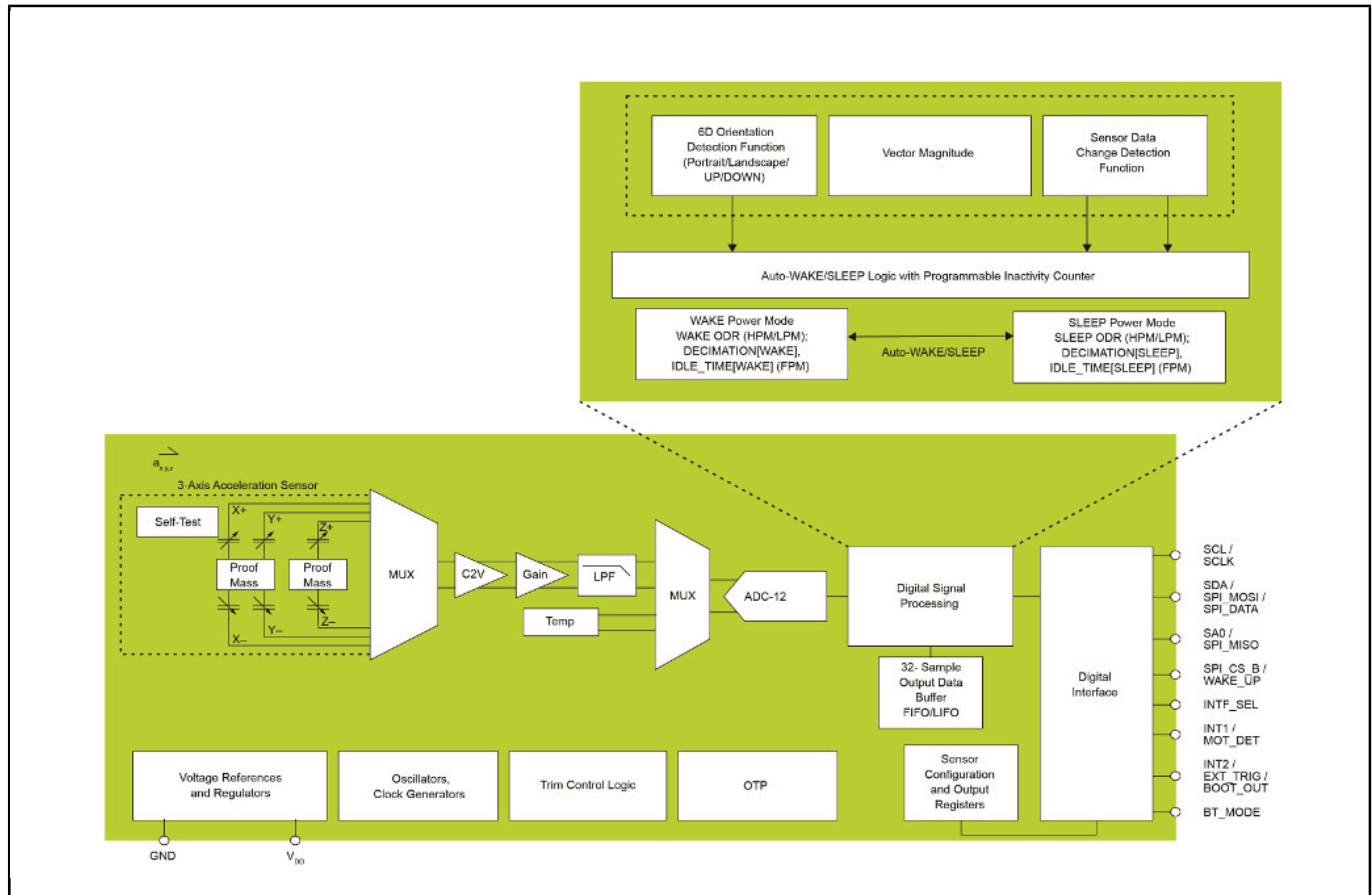 6D Orientation
Detection Function
(Portrait/Landscape/
UP/DOWN)
Vector Magnitude
Sensor Data
Change Detection
Function
Auto-WAKE/SLEEP Logic with Programmable Inactivity Counter
WAKE Power Mode
WAKE ODR (HPM/LPM);
DECIMATION[WAKE],
IDLE_TIME[WAKE] (FPM)
Auto-WAKE/SLEEP
SLEEP Power Mode
SLEEP ODR (HPM/LPM);
DECIMATION[SLEEP],
IDLE_TIME[SLEEP] (FPM)
a x,y,z
3-Axis Acceleration Sensor
Self-Test
X+
Y+
Z+
Proof
Mass
Proof
Mass
X–
Y–
Z–
MUX
C2V
Gain
LPF
Temp
MUX
ADC-12
Digital Signal
Processing
32- Sample
Output Data
Buffer
FIFO/LIFO
Digital
Interface
Sensor
Configuration
and Output
Registers
SCL /
SCLK
SDA /
SPI_MOSI /
SPI_DATA
SA0 /
SPI_MISO
SPI_CS_B /
WAKE_UP
INTF_SEL
INT1 /
MOT_DET
INT2 /
EXT_TRIG /
BOOT_OUT
BT_MODE
Voltage References
and Regulators
Oscillators,
Clock Generators
Trim Control Logic
OTP
GND
VDD